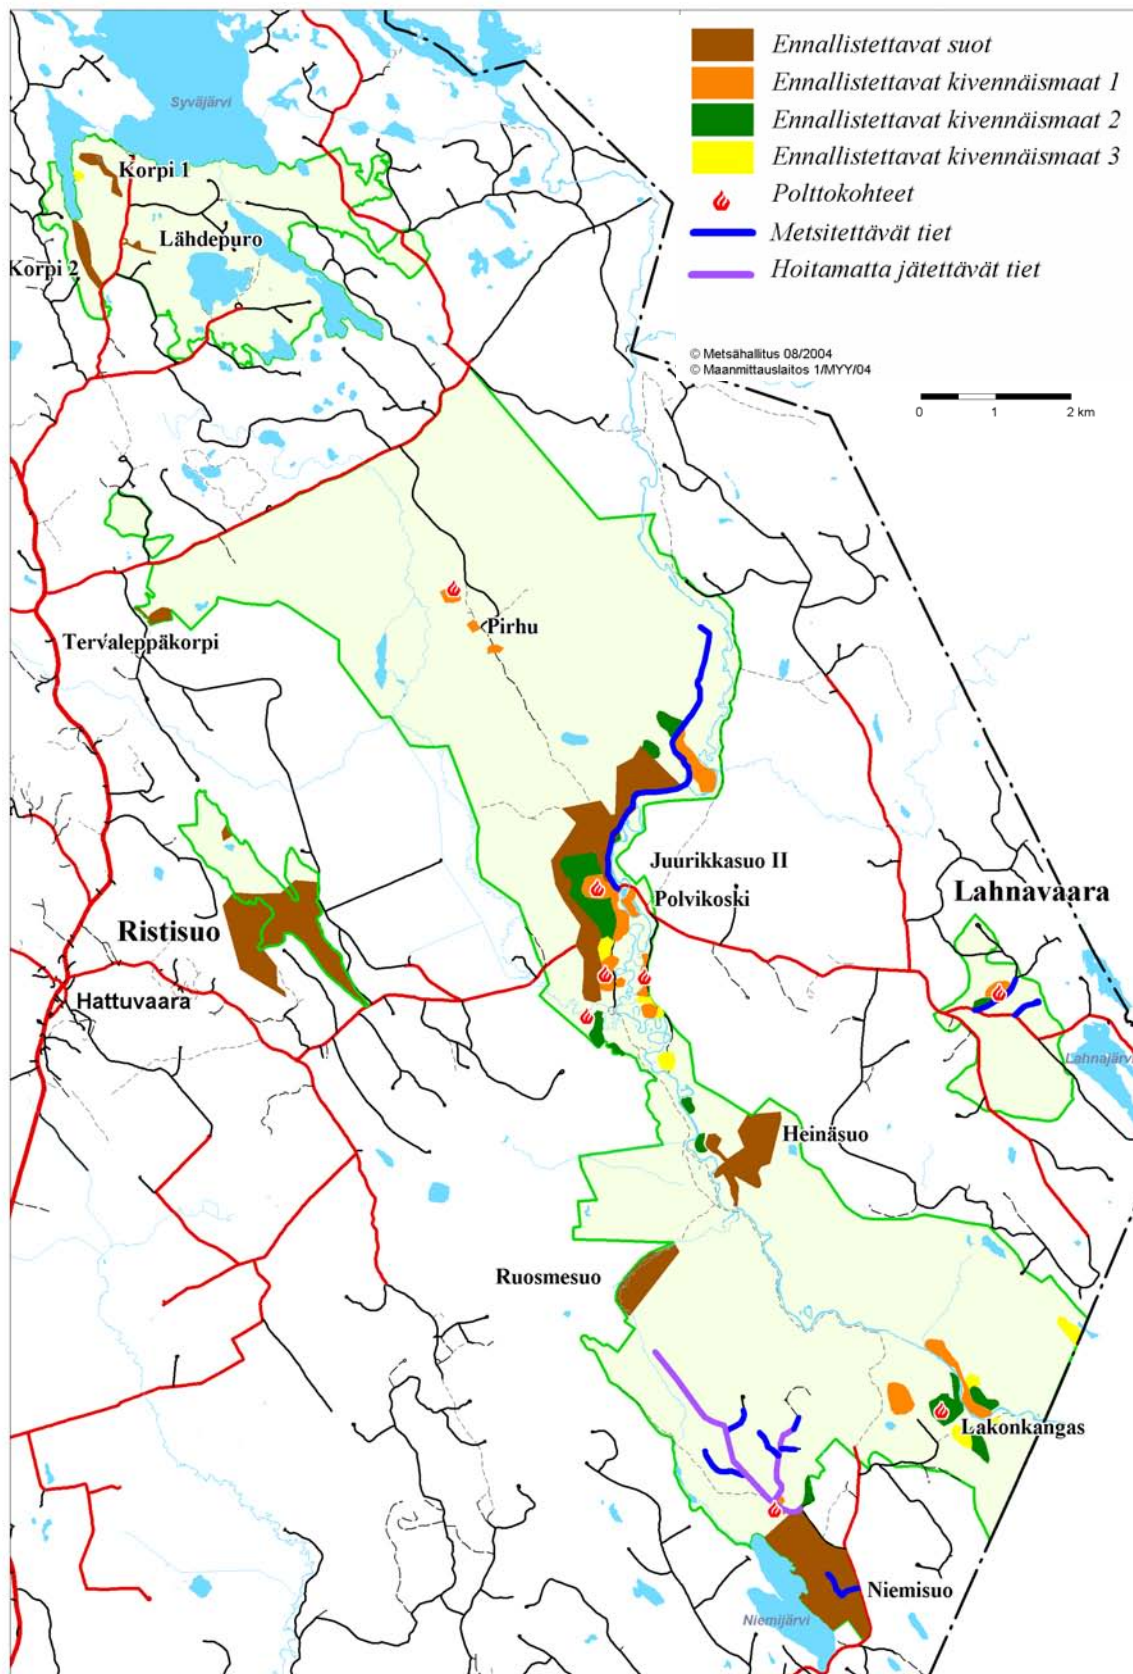 Ennallistettavat suot
Ennallistettavat kivennäismaat 1
Ennallistettavat kivennäismaat 2
Ennallistettavat kivennäismaat 3
Polttokohteet
Metsitettävät tiet
Hoitamatta jätettävät tiet
© Metsähallitus 08/2004
© Maanmittauslaitos 1/MYY/04
0 1 2 km
Syväjärvi
Korpi 1
Lähdepuro
Korpi 2
Tervaleppäkorpi
Pirhu
Juurikkasuo II
Polvikoski
Lahnavaara
Ristisuo
Hattuvaara
Lahnajärvi
Heinäsuo
Ruosmesuo
Lakonkangas
Niemisuo
Niemijärvi